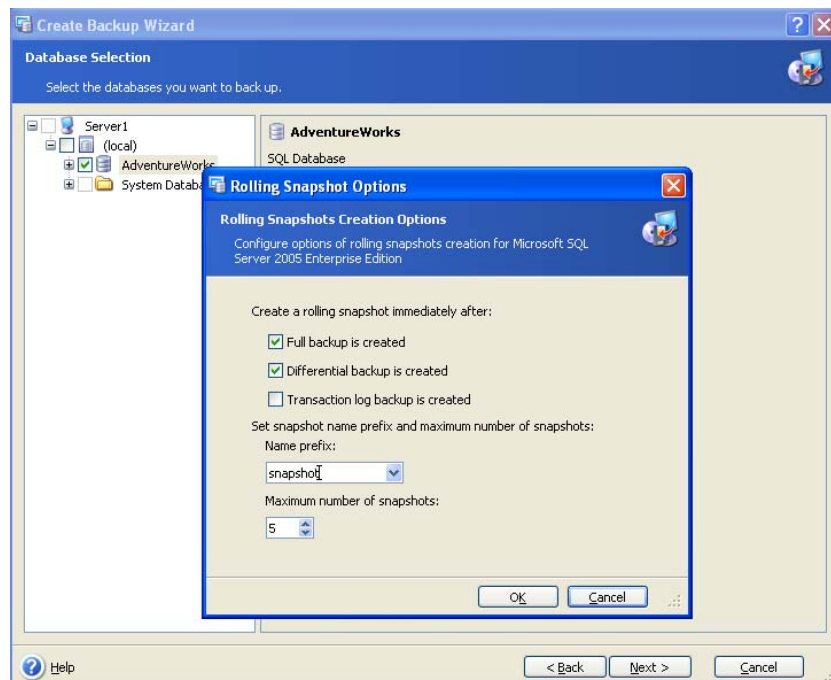 Create Backup Wizard
Database Selection
Select the databases you want to back up.
Server1
(local)
AdventureWorks
System Databa
AdventureWorks
SQL Database
Rolling Snapshot Options
Rolling Snapshots Creation Options
Configure options of rolling snapshots creation for Microsoft SQL
Server 2005 Enterprise Edition
Create a rolling snapshot immediately after:
Full backup is created
Differential backup is created
Transaction log backup is created
Set snapshot name prefix and maximum number of snapshots:
Name prefix:
snapshot
Maximum number of snapshots:
5
OK
Cancel
Help
< Back
Next >
Cancel